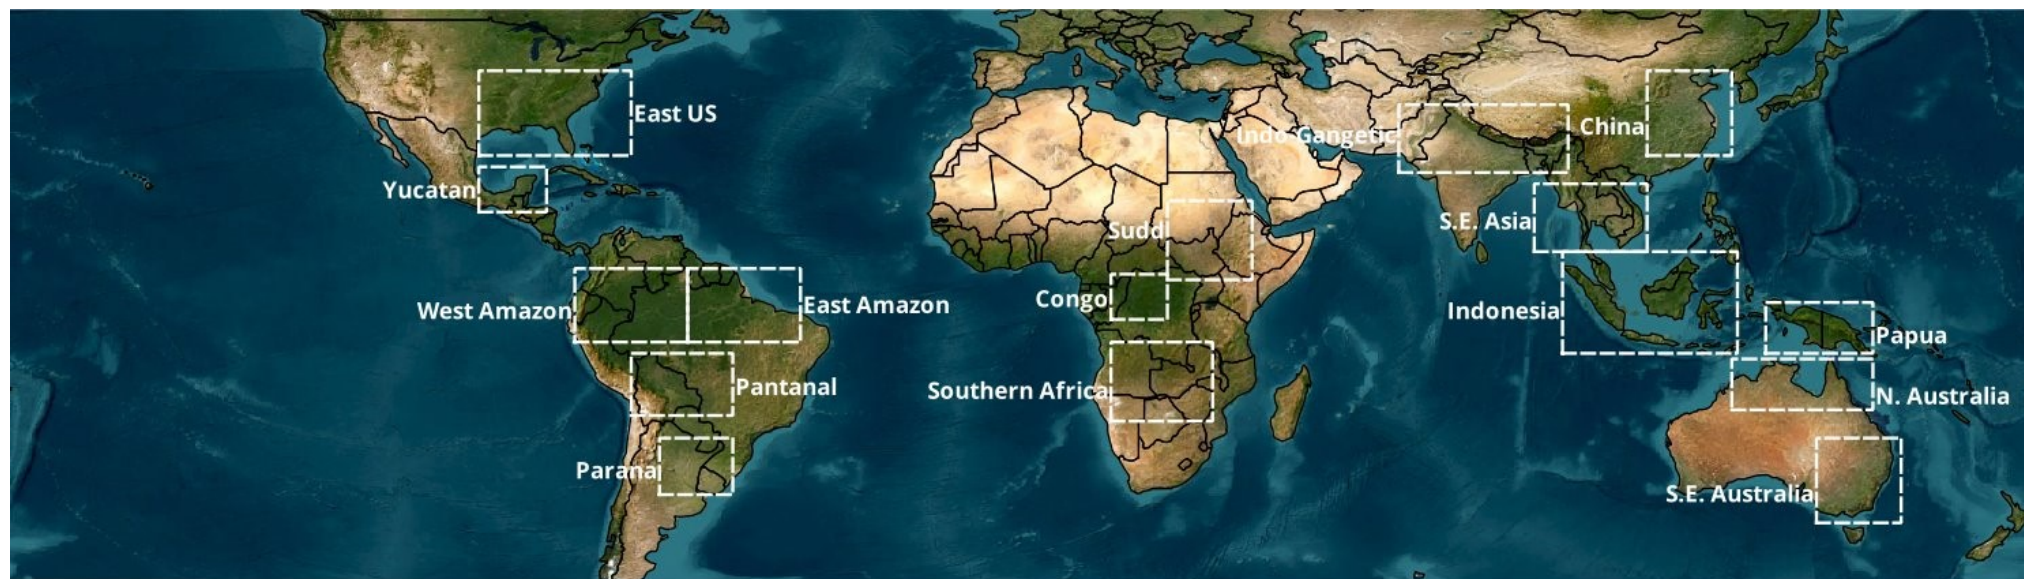 East US
Indo-Gangetic
China
Yucatan
S.E. Asia
Sudd
Congo
West Amazon
East Amazon
Indonesia
Papua
Pantanal
Southern Africa
N. Australia
Parana
S.E. Australia